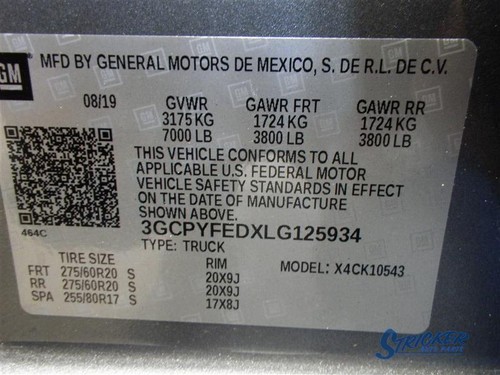 GM
MFD BY GENERAL MOTORS DE MEXICO, S. DE R.L. DE C.V.
08/19 GVWR GAWR FRT GAWR RR
3175 KG 1724 KG 1724 KG
7000 LB 3800 LB 3800 LB
THIS VEHICLE CONFORMS TO ALL
APPLICABLE U.S. FEDERAL MOTOR
VEHICLE SAFETY STANDARDS IN EFFECT
ON THE DATE OF MANUFACTURE
SHOWN ABOVE.
464C 3GCPYFEDXLG125934
TYPE: TRUCK
TIRE SIZE RIM MODEL: X4CK10543
FRT 275/60R20 S 20X9J
RR 275/60R20 S 20X9J
SPA 255/80R17 S 17X8J
STRICKER
AUTO PARTS